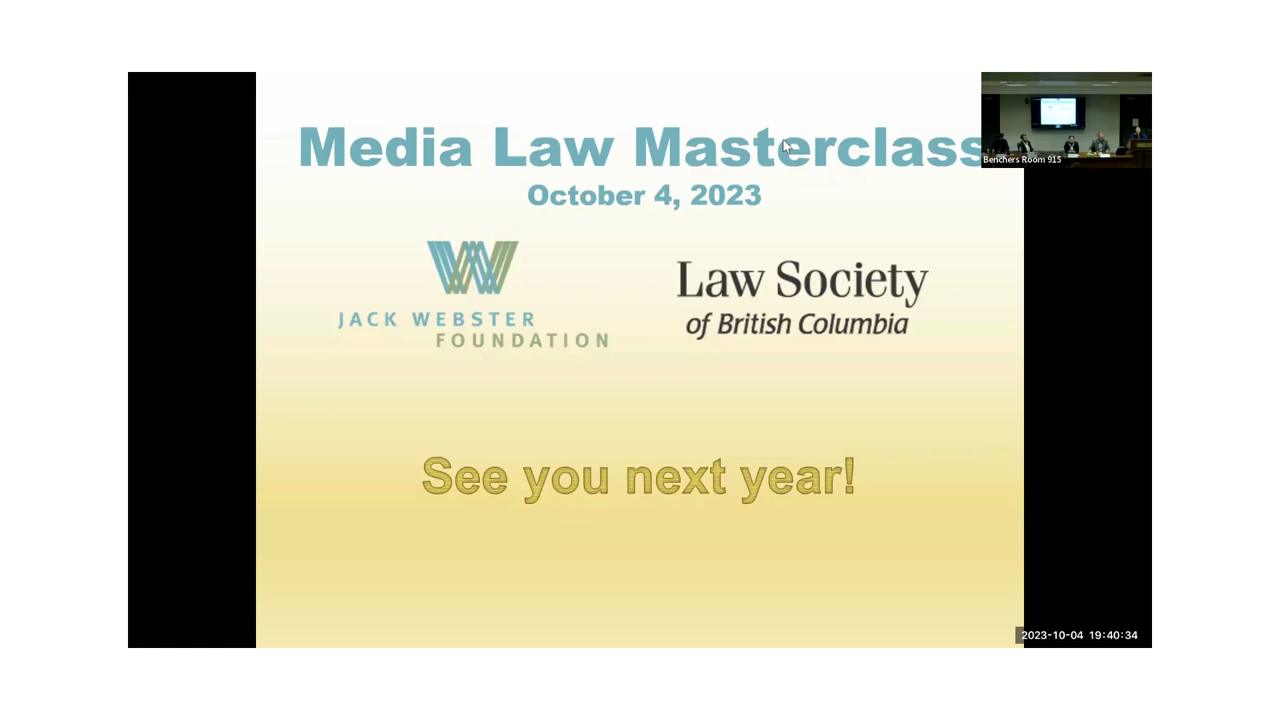 Media Law Masterclass
October 4, 2023
Benchers Room 915
JACK WEBSTER
FOUNDATION
Law Society
of British Columbia
See you next year!
2023-10-04 19:40:34